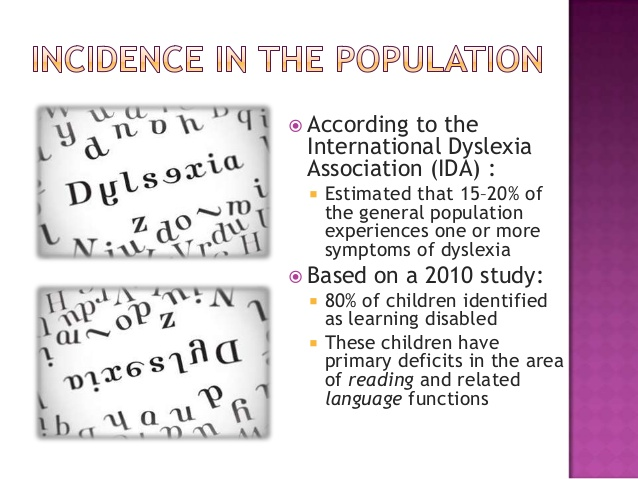 INCIDENCE IN THE POPULATION
Dylsexia
Dylsexia
According to the
International Dyslexia
Association (IDA) :
Estimated that 15–20% of
the general population
experiences one or more
symptoms of dyslexia
Based on a 2010 study:
80% of children identified
as learning disabled
These children have
primary deficits in the area
of reading and related
language functions